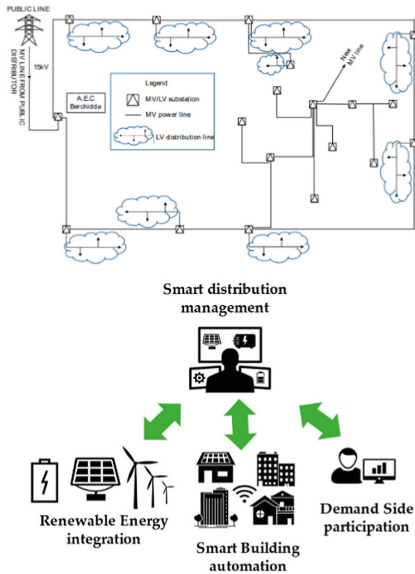 PUBLIC LINE
MV LINE FROM PUBLIC
DISTRIBUTOR
15kV
A.E.C
Berchidda
Legend
MV/LV substation
MV power line
LV distribution line
New
MV line
Smart distribution
management
Renewable Energy
integration
Smart Building
automation
Demand Side
participation